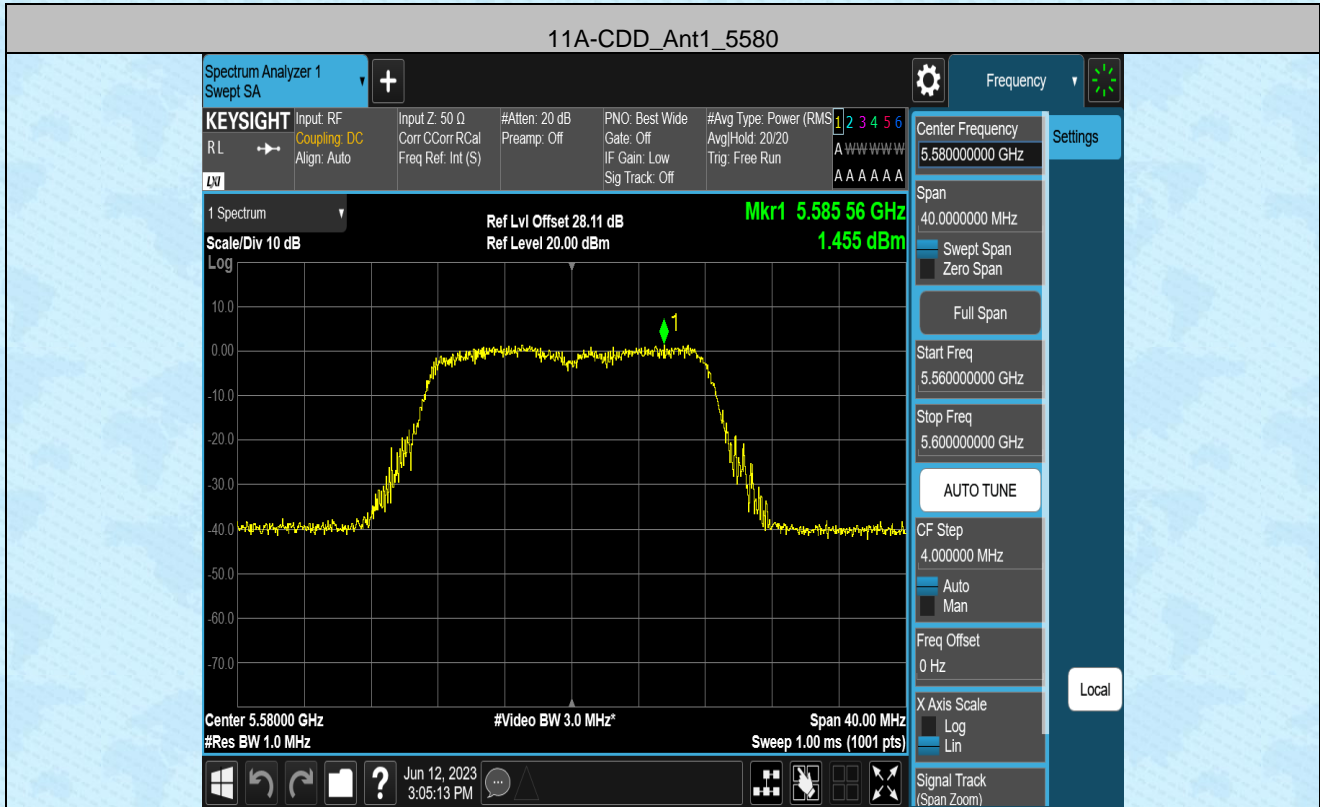 11A-CDD_Ant1_5580
Spectrum Analyzer 1
Swept SA
Frequency
KEYSIGHT
R L
LXI
Input: RF
Coupling: DC
Align: Auto
Input Z: 50 Ω
Corr CCorr RCal
Freq Ref: Int (S)
#Atten: 20 dB
Preamp: Off
PNO: Best Wide
Gate: Off
IF Gain: Low
Sig Track: Off
#Avg Type: Power (RMS
Avg|Hold: 20/20
Trig: Free Run
1 2 3 4 5 6
A W W W W W
A A A A A A
1 Spectrum
Scale/Div 10 dB
Ref Lvl Offset 28.11 dB
Ref Level 20.00 dBm
Mkr1 5.585 56 GHz
1.455 dBm
Log
1
10.0
0.00
-10.0
-20.0
-30.0
-40.0
-50.0
-60.0
-70.0
Center 5.58000 GHz
#Res BW 1.0 MHz
#Video BW 3.0 MHz*
Span 40.00 MHz
Sweep 1.00 ms (1001 pts)
Jun 12, 2023
3:05:13 PM
Center Frequency
5.580000000 GHz
Settings
Span
40.0000000 MHz
Swept Span
Zero Span
Full Span
Start Freq
5.560000000 GHz
Stop Freq
5.600000000 GHz
AUTO TUNE
CF Step
4.000000 MHz
Auto
Man
Freq Offset
0 Hz
X Axis Scale
Log
Lin
Local
Signal Track
(Span Zoom)